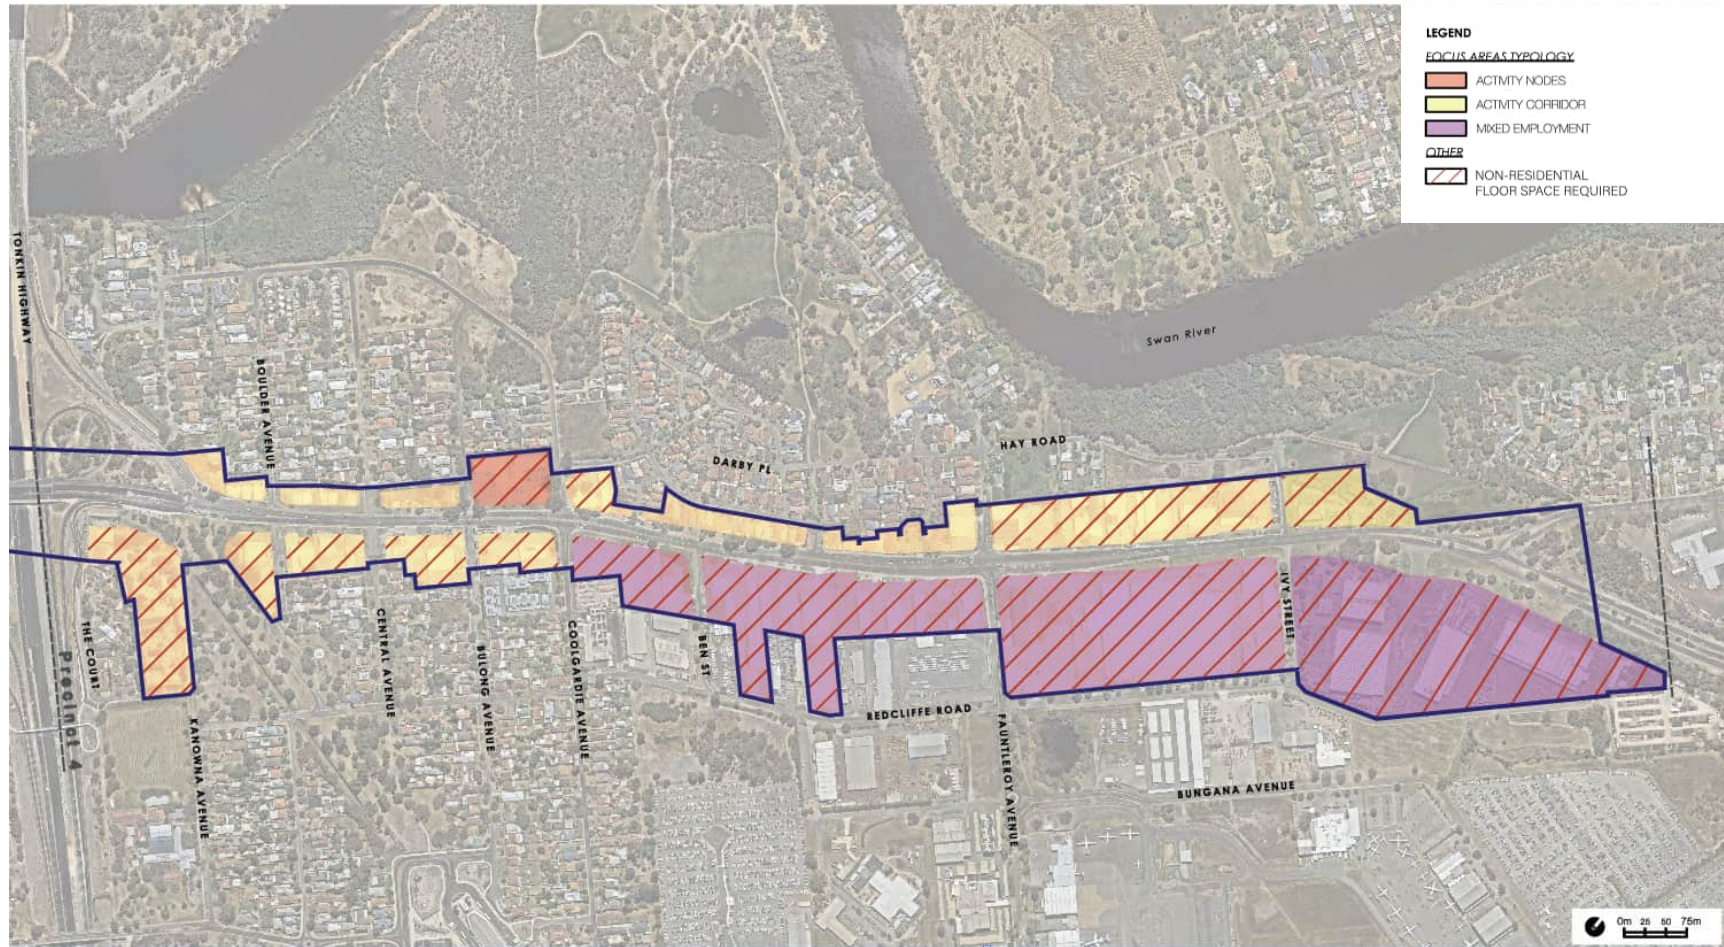 LEGEND
FOCUS AREAS TYPOLOGY
ACTIVITY NODES
ACTIVITY CORRIDOR
MIXED EMPLOYMENT
OTHER
NON-RESIDENTIAL
FLOOR SPACE REQUIRED
TONKIN HIGHWAY
Swan River
BOULDER AVENUE
HAY ROAD
DARBY PL
IVY STREET
THE COURT
Precinct 4
CENTRAL AVENUE
BULONG AVENUE
COOLGARDIE AVENUE
BEN ST
REDCLIFFE ROAD
KANOWNA AVENUE
FAUNTLEROY AVENUE
BUNGANA AVENUE
0m 25 50 75m